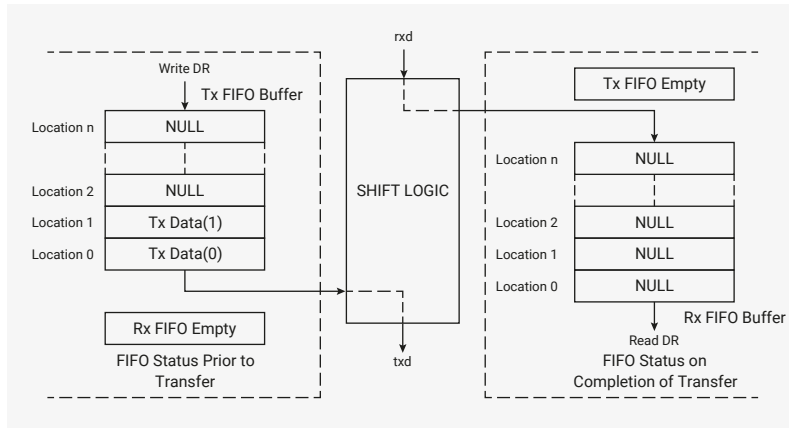 rxd
Write DR
Tx FIFO Buffer
Location n
NULL
Location 2
NULL
Location 1
Tx Data(1)
Location 0
Tx Data(0)
Rx FIFO Empty
FIFO Status Prior to
Transfer
SHIFT LOGIC
txd
Tx FIFO Empty
Location n
NULL
Location 2
NULL
Location 1
NULL
Location 0
NULL
Rx FIFO Buffer
Read DR
FIFO Status on
Completion of Transfer